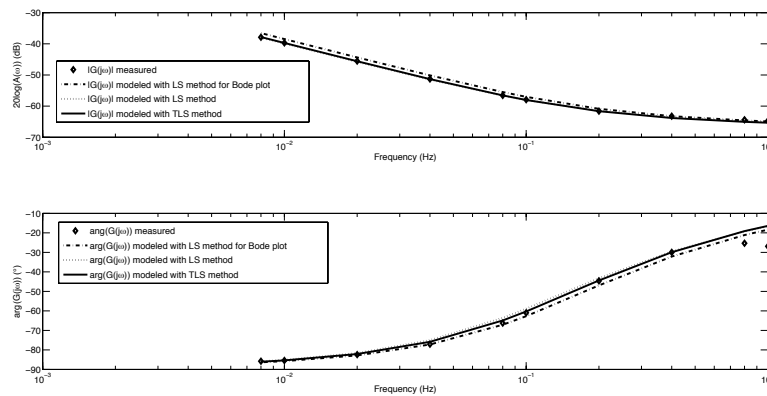 −30
−40
−50
−60
−70
20log(A(ω)) (dB)
|G(jω)| measured
|G(jω)| modeled with LS method for Bode plot
|G(jω)| modeled with LS method
|G(jω)| modeled with TLS method
10−3
10−2
10−1
10
Frequency (Hz)
−10
−20
−30
−40
−50
−60
−70
−80
−90
arg(G(jω)) (°)
ang(G(jω)) measured
arg(G(jω)) modeled with LS method for Bode plot
arg(G(jω)) modeled with LS method
arg(G(jω)) modeled with TLS method
10−3
10−2
10−1
10
Frequency (Hz)